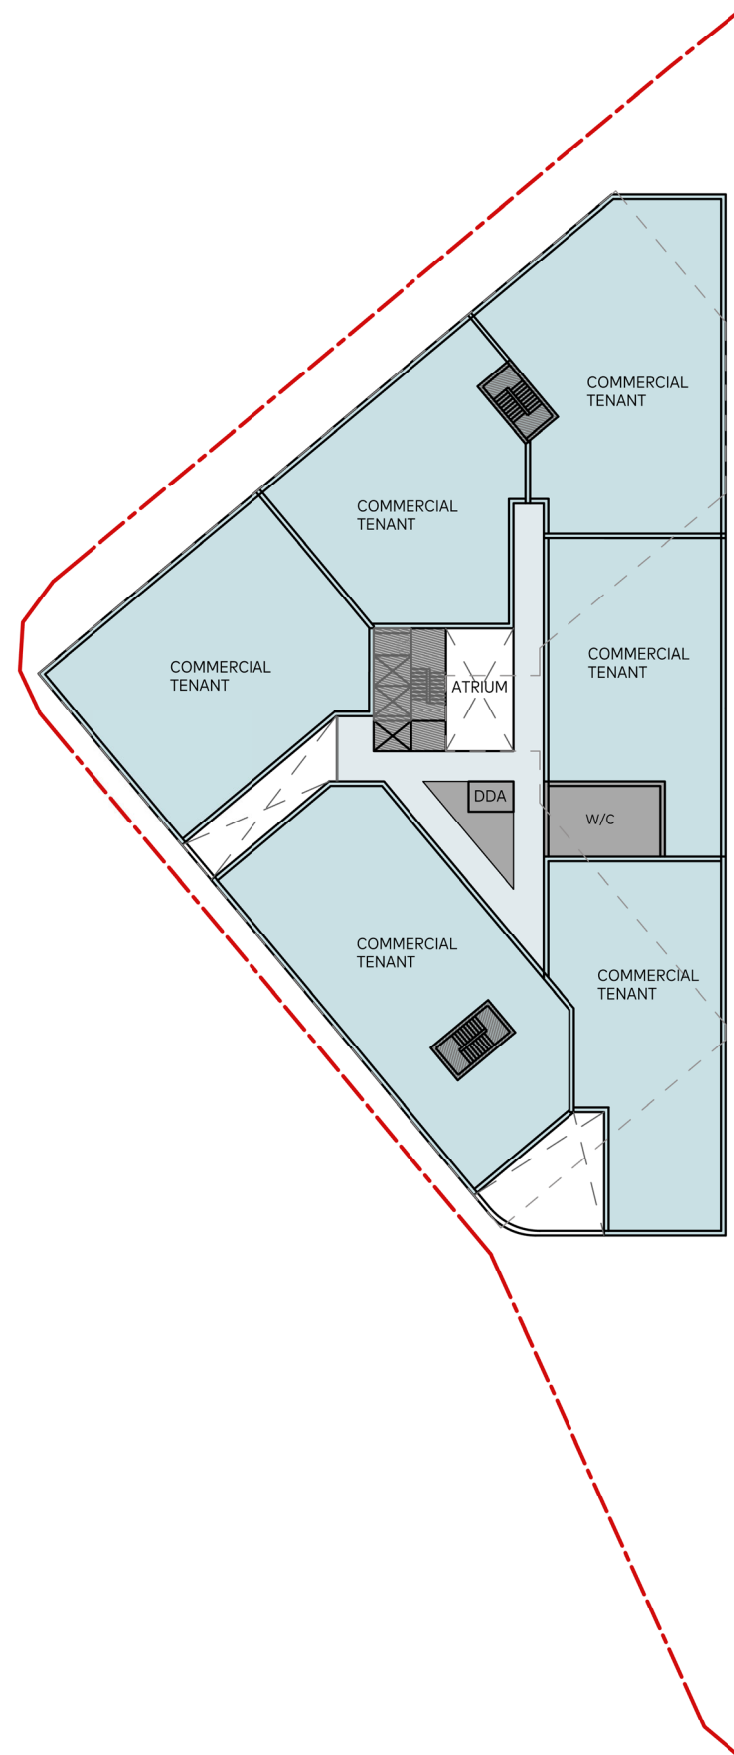 COMMERCIAL
TENANT
COMMERCIAL
TENANT
COMMERCIAL
TENANT
COMMERCIAL
TENANT
ATRIUM
DDA
W/C
COMMERCIAL
TENANT
COMMERCIAL
TENANT